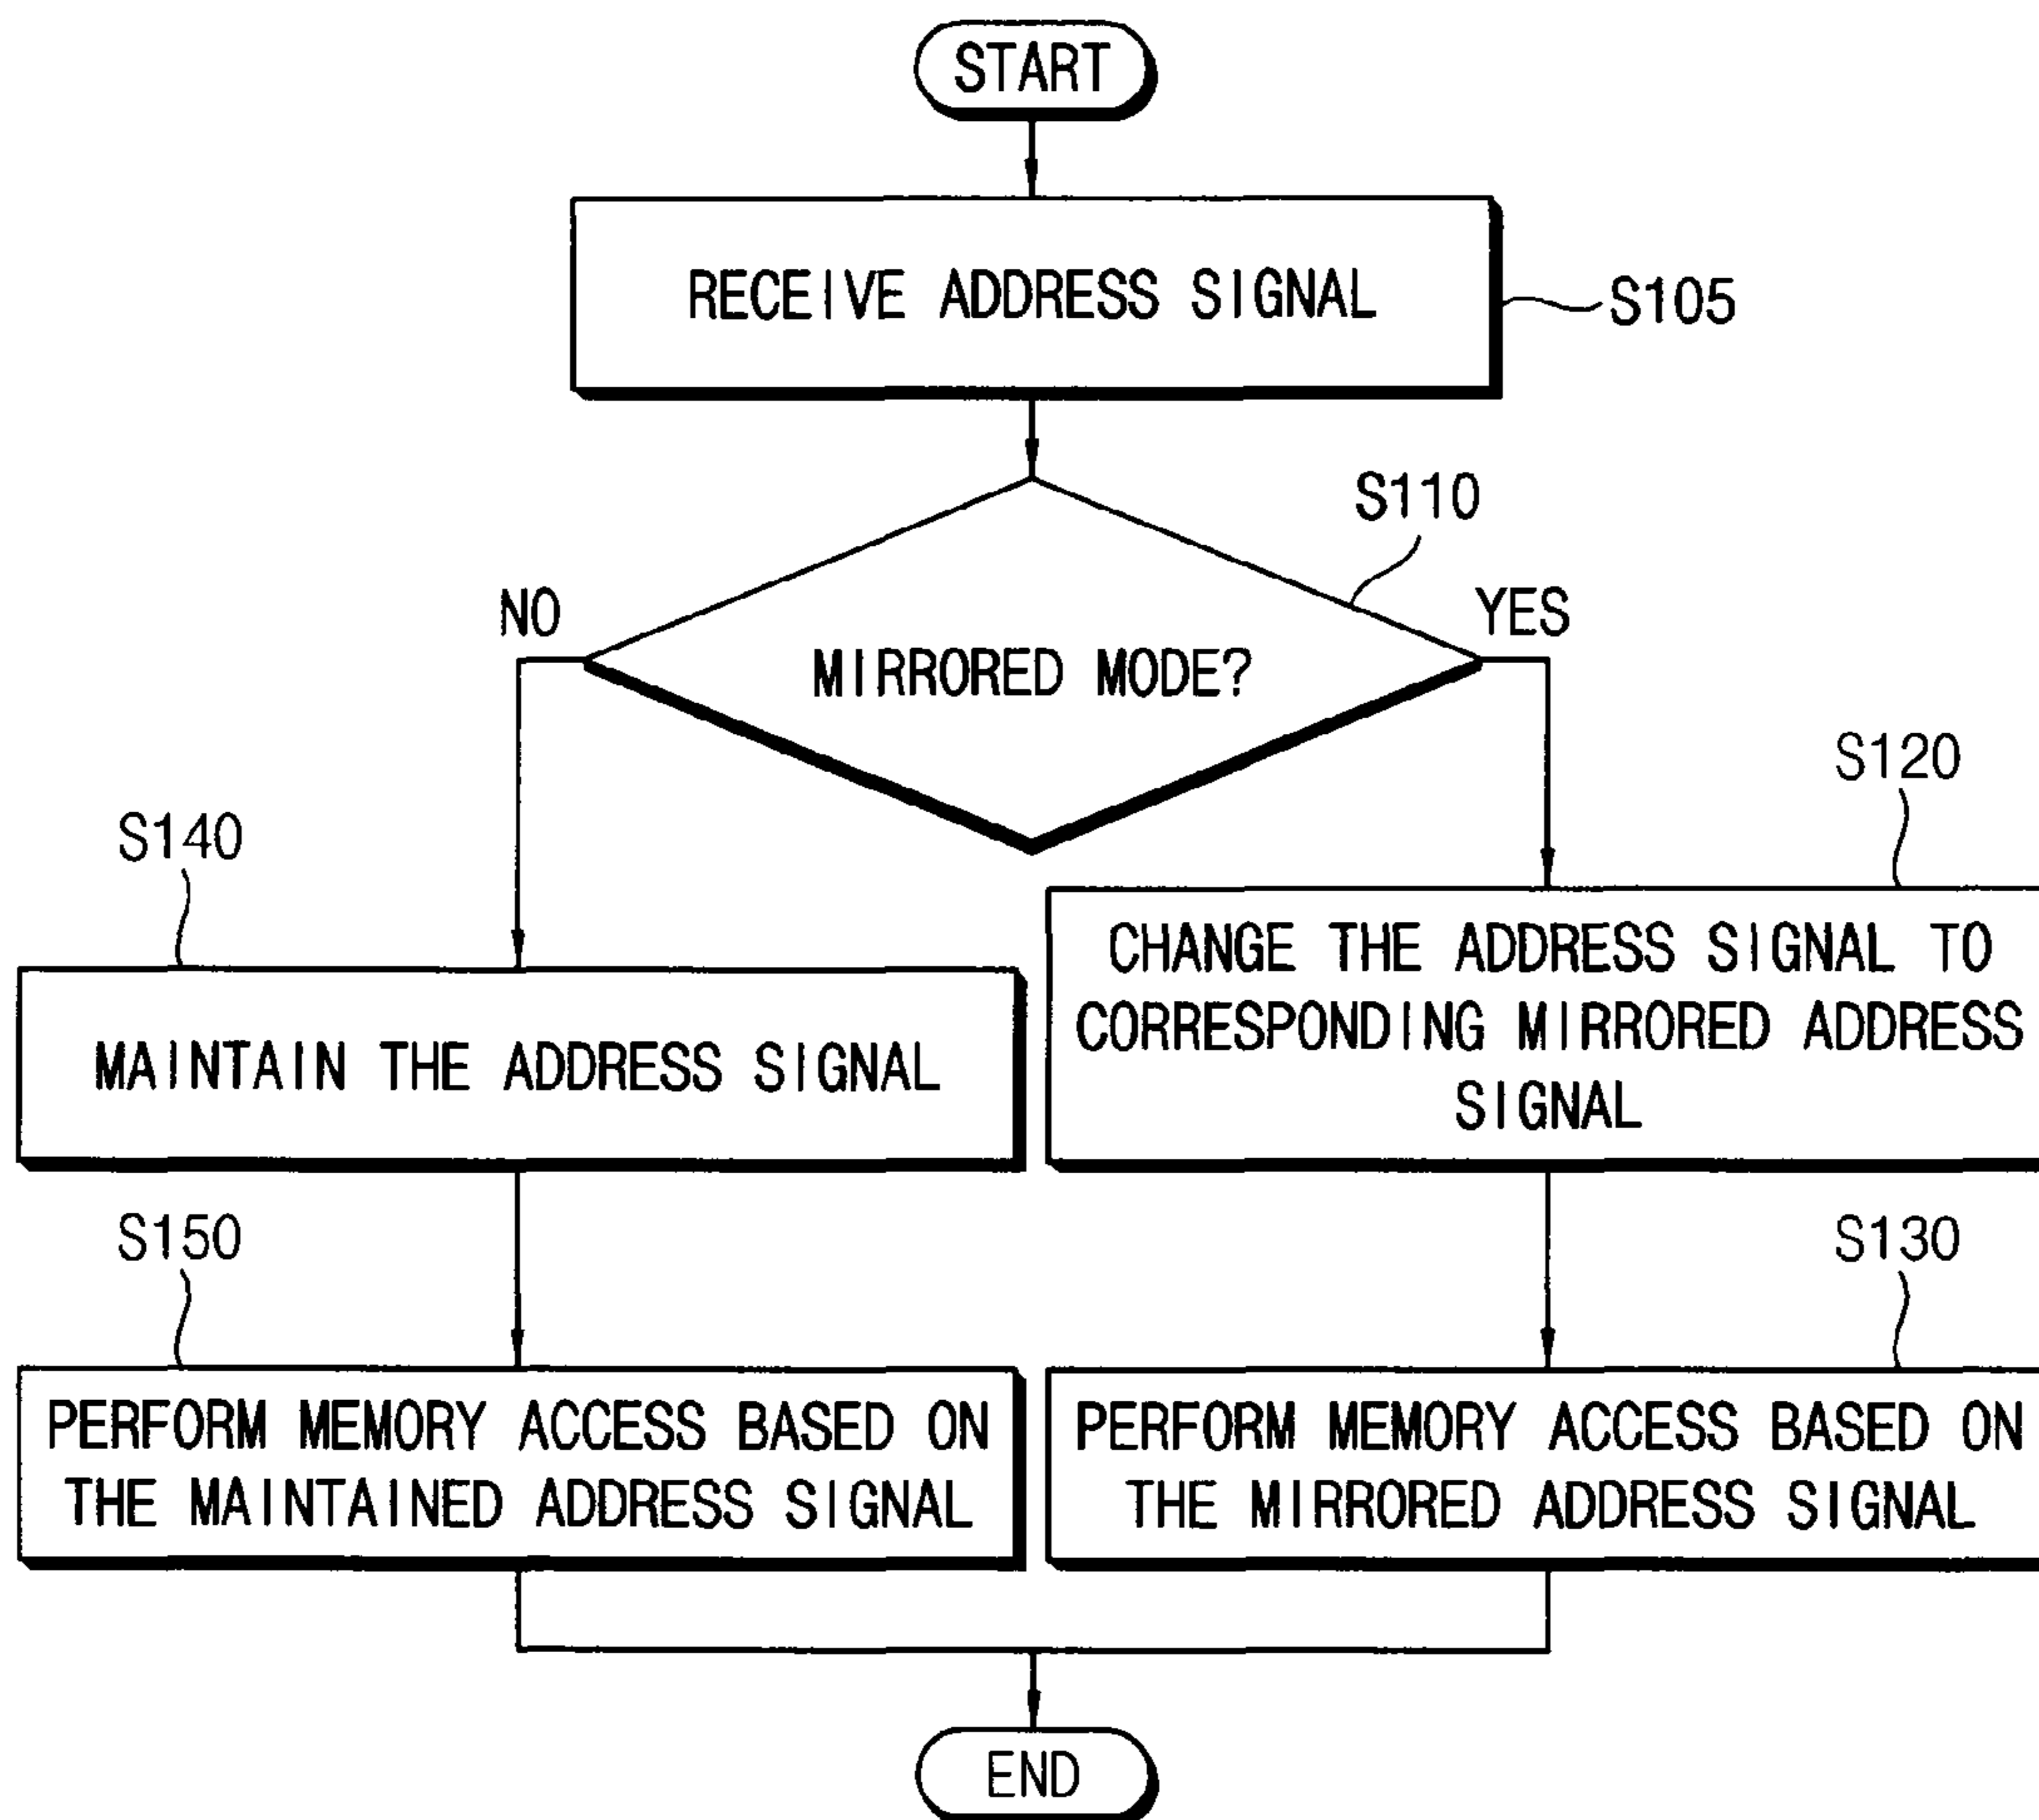 START
RECEIVE ADDRESS SIGNAL
S105
S110
NO
YES
MIRRORED MODE?
S120
S140
CHANGE THE ADDRESS SIGNAL TO
CORRESPONDING MIRRORED ADDRESS
SIGNAL
MAINTAIN THE ADDRESS SIGNAL
S150
S130
PERFORM MEMORY ACCESS BASED ON
THE MAINTAINED ADDRESS SIGNAL
PERFORM MEMORY ACCESS BASED ON
THE MIRRORED ADDRESS SIGNAL
END